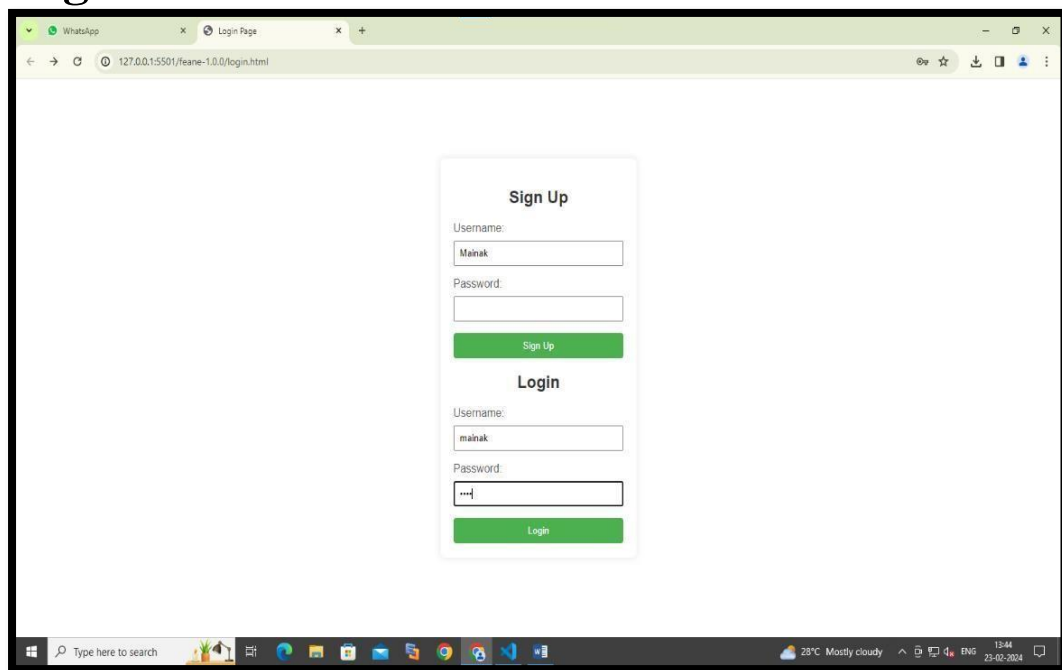 WhatsApp
Login Page
127.0.0.1:5501/feane-1.0.0/login.html
Sign Up
Username:
Mainak
Password:
Sign Up
Login
Username:
mainak
Password:
••••
Login
Type here to search
28°C Mostly cloudy
ENG
13:44
23-02-2024